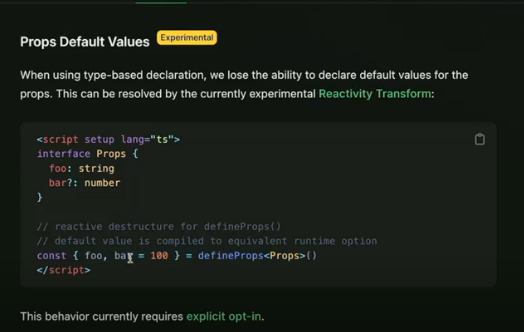 Props Default Values Experimental
When using type-based declaration, we lose the ability to declare default values for the
props. This can be resolved by the currently experimental Reactivity Transform:
<script setup lang="ts">
interface Props {
foo: string
bar?: number
}
// reactive destructure for defineProps()
// default value is compiled to equivalent runtime option
const { foo, bar = 100 } = defineProps<Props>()
</script>
This behavior currently requires explicit opt-in.